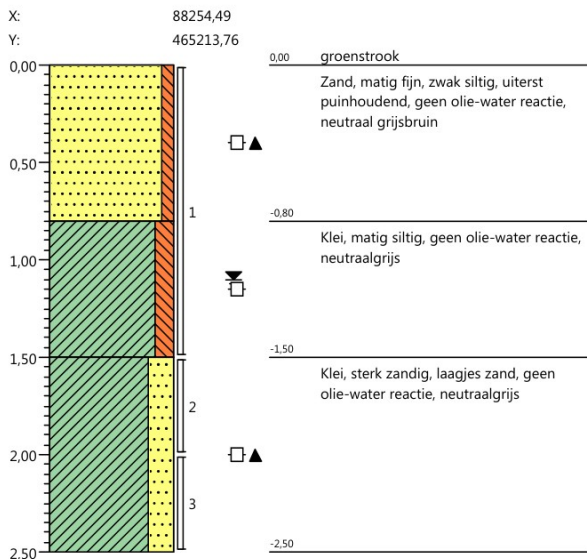 X: 88254,49
Y: 465213,76
0,00
0,50
1,00
1,50
2,00
2,50
1
2
3
0,00 groenstrook
Zand, matig fijn, zwak siltig, uiterst
puinhoudend, geen olie-water reactie,
neutraal grijsbruin
-0,80
Klei, matig siltig, geen olie-water reactie,
neutraalgrijs
-1,50
Klei, sterk zandig, laagjes zand, geen
olie-water reactie, neutraalgrijs
-2,50